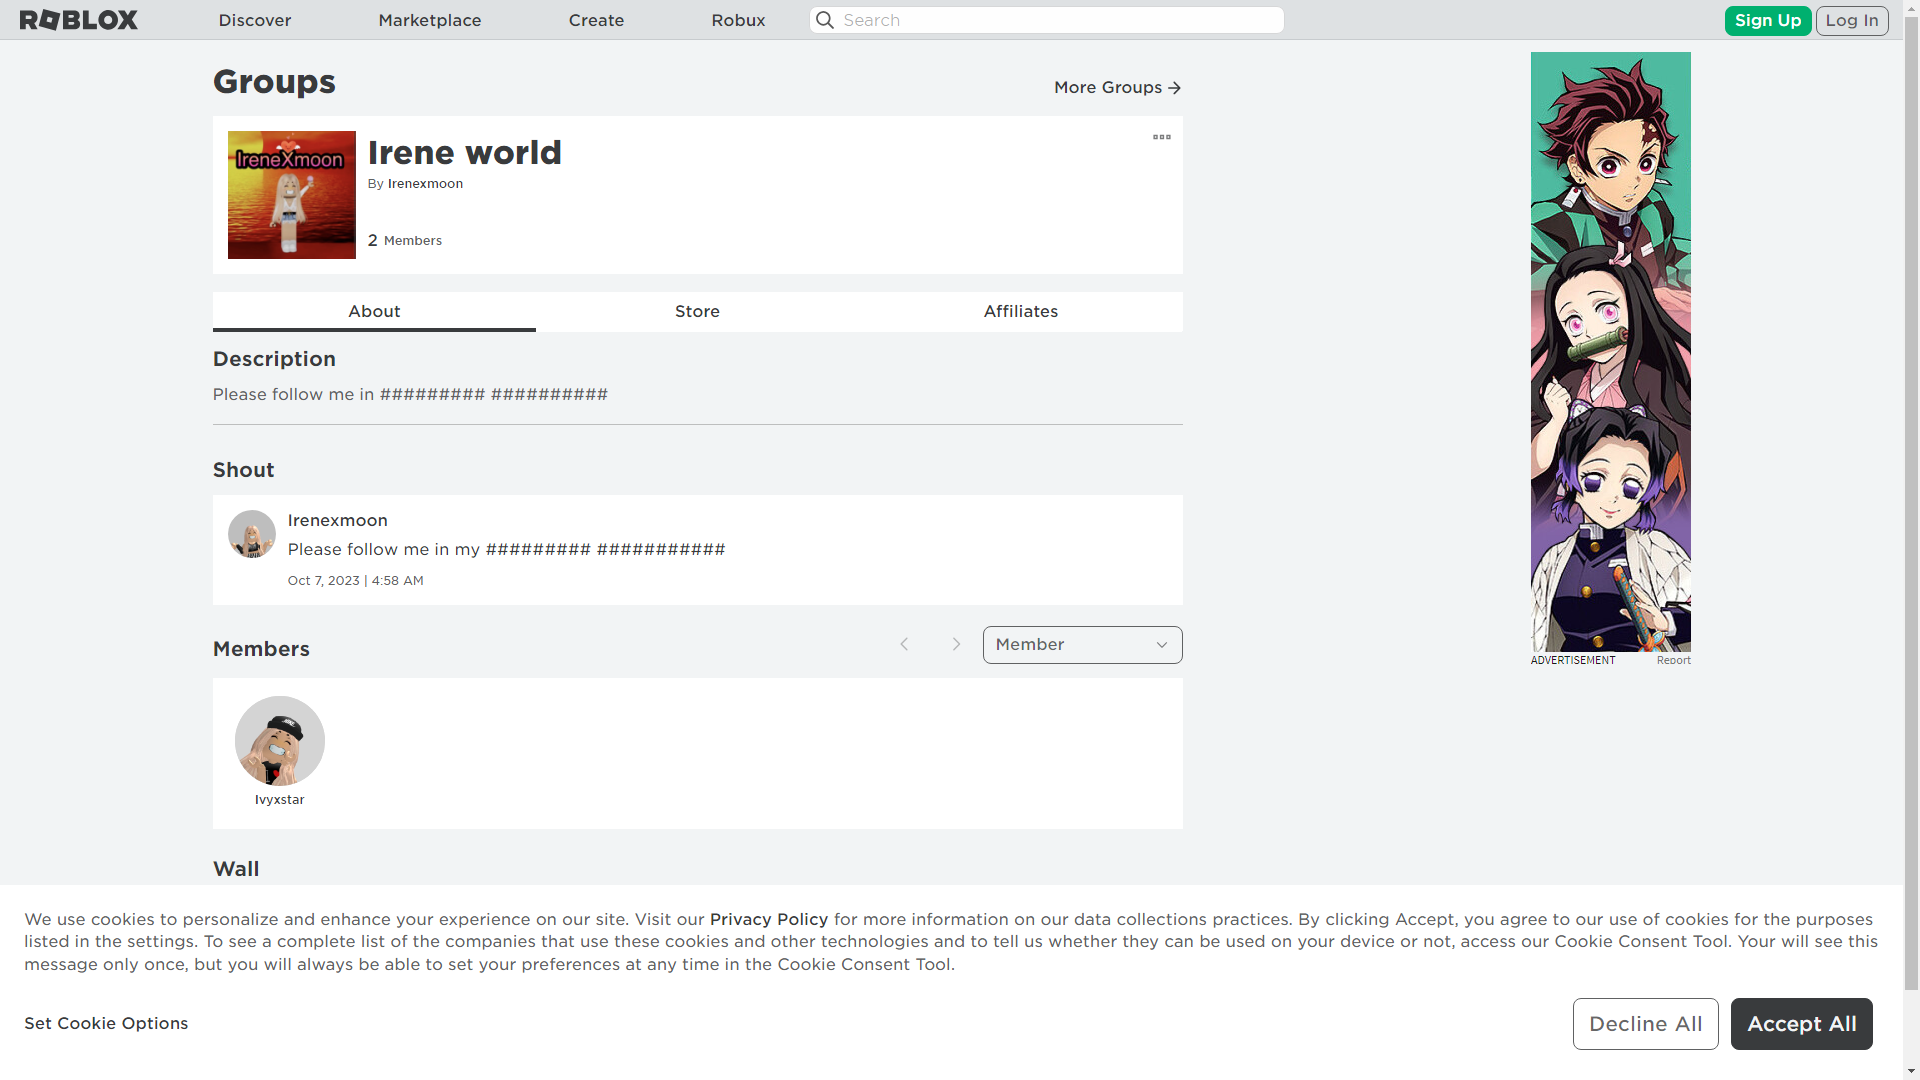 ROBLOX
Discover
Marketplace
Create
Robux
Search
Sign Up
Log In
Groups
More Groups
IreneXmoon
Irene world
By Irenexmoon
2 Members
About
Store
Affiliates
Description
Please follow me in ######### ##########
Shout
Irenexmoon
Please follow me in my ######### ###########
Oct 7, 2023 | 4:58 AM
Members
Member
Ivyxstar
Wall
ADVERTISEMENT
Report
We use cookies to personalize and enhance your experience on our site. Visit our Privacy Policy for more information on our data collections practices. By clicking Accept, you agree to our use of cookies for the purposes
listed in the settings. To see a complete list of the companies that use these cookies and other technologies and to tell us whether they can be used on your device or not, access our Cookie Consent Tool. Your will see this
message only once, but you will always be able to set your preferences at any time in the Cookie Consent Tool.
Set Cookie Options
Decline All
Accept All